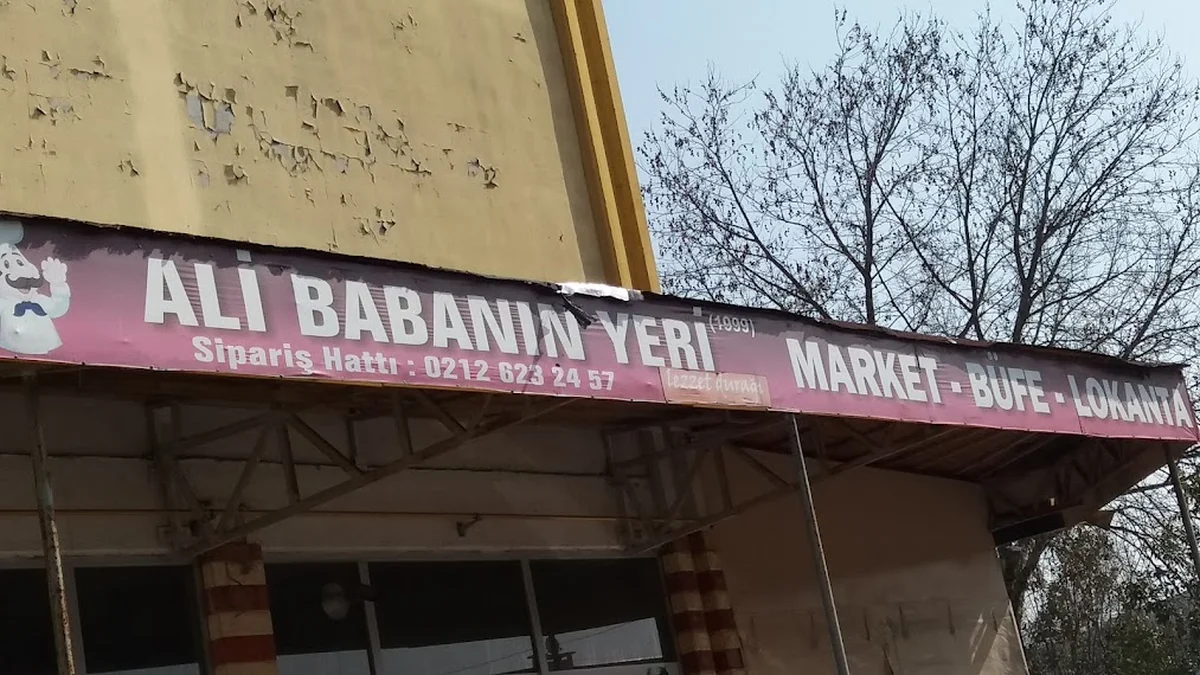 ALİ BABANIN YERİ (1999)
Sipariş Hattı : 0212 623 24 57
lezzet durağı
MARKET - BÜFE - LOKANTA